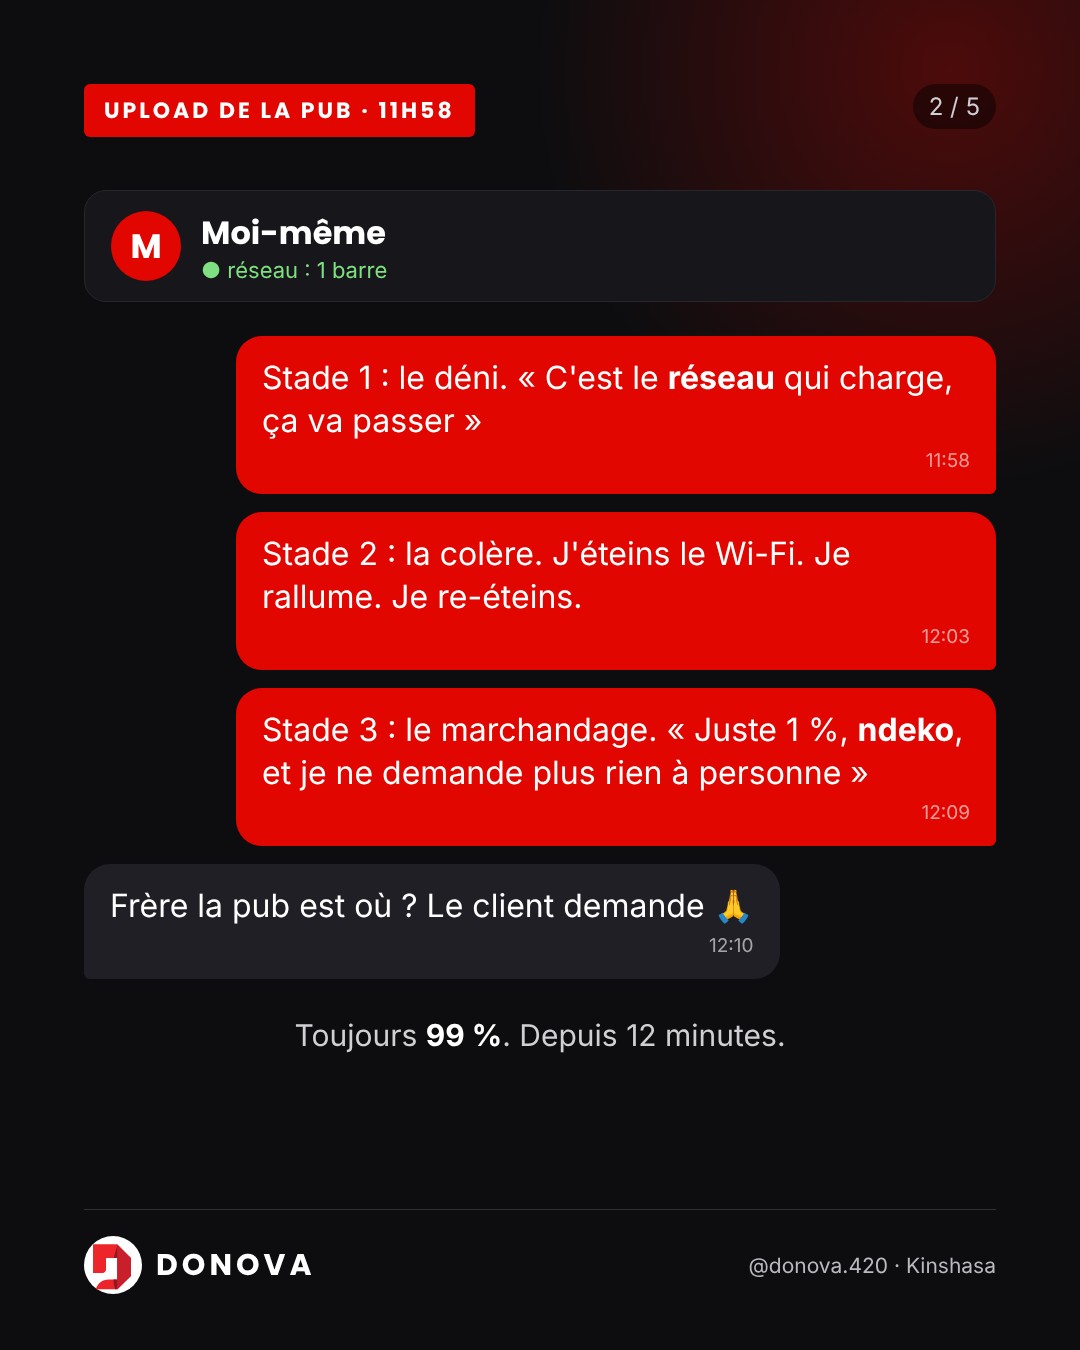 UPLOAD DE LA PUB · 11H58
2 / 5
M
Moi-même
réseau : 1 barre
Stade 1 : le déni. « C'est le réseau qui charge,
ça va passer »
11:58
Stade 2 : la colère. J'éteins le Wi-Fi. Je
rallume. Je re-éteins.
12:03
Stade 3 : le marchandage. « Juste 1 %, ndeko,
et je ne demande plus rien à personne »
12:09
Frère la pub est où ? Le client demande 🙏
12:10
Toujours 99 %. Depuis 12 minutes.
DONOVA
@donova.420 · Kinshasa